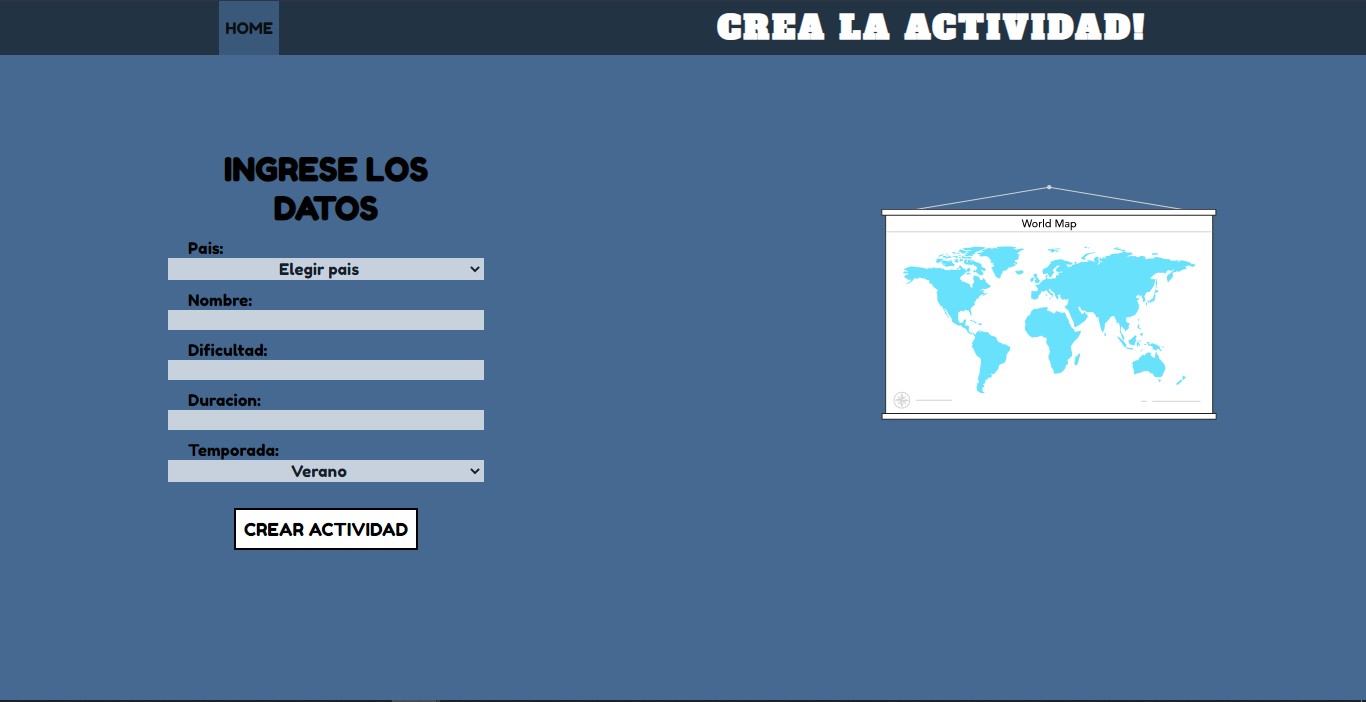 HOME
CREA LA ACTIVIDAD!
INGRESE LOS
DATOS
Pais:
Elegir pais
Nombre:
Dificultad:
Duracion:
Temporada:
Verano
CREAR ACTIVIDAD
World Map